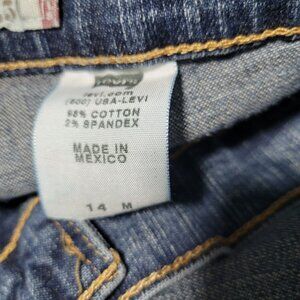 levi.com
(800) USA-LEVI
98% COTTON
2% SPANDEX
MADE IN
MEXICO
14 M